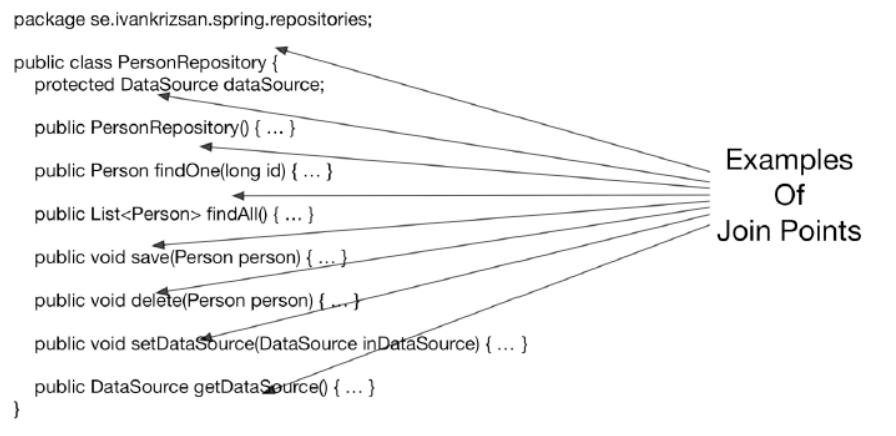 package se.ivankrizsan.spring.repositories;
public class PersonRepository {
protected DataSource dataSource;
public PersonRepository() { ... }
public Person findOne(long id) { ... }
public List<Person> findAll() { ... }
public void save(Person person) { ... }
public void delete(Person person) { ... }
public void setDataSource(DataSource inDataSource) { ... }
public DataSource getDataSource() { ... }
}
Examples
Of
Join Points